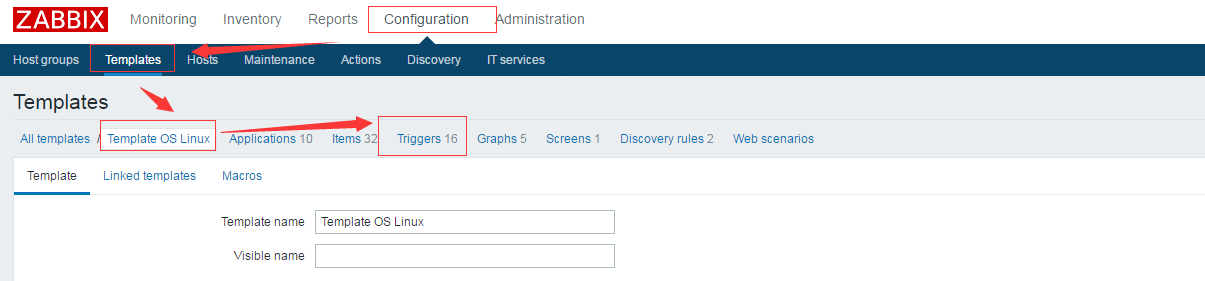 ZABBIX Monitoring Inventory Reports Configuration Administration
Host groups Templates Hosts Maintenance Actions Discovery IT services
Templates
All templates / Template OS Linux Applications 10 Items 32 Triggers 16 Graphs 5 Screens 1 Discovery rules 2 Web scenarios
Template Linked templates Macros
Template name Template OS Linux
Visible name